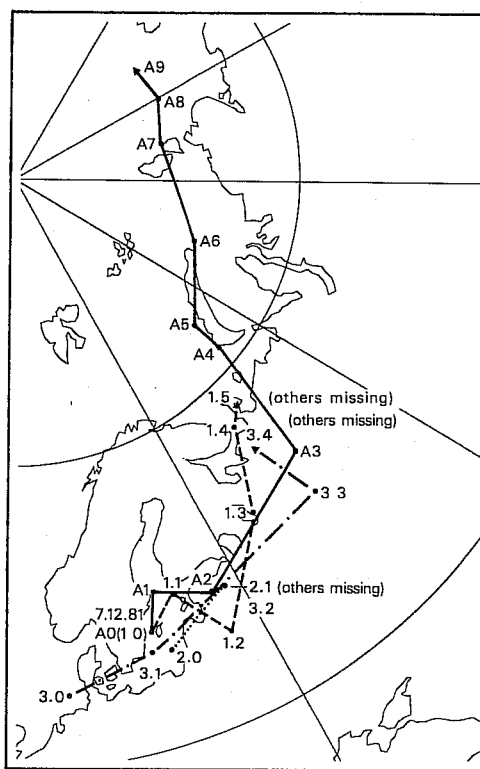 A9
A8
A7
A6
A5
A4
1.5 (others missing)
(others missing)
1.4 3.4
A3
3 3
1.3
A1 1.1 A2 2.1 (others missing)
7.12.81 3.2
A0(1 0) 1.2
3.1 2.0
3.0
7